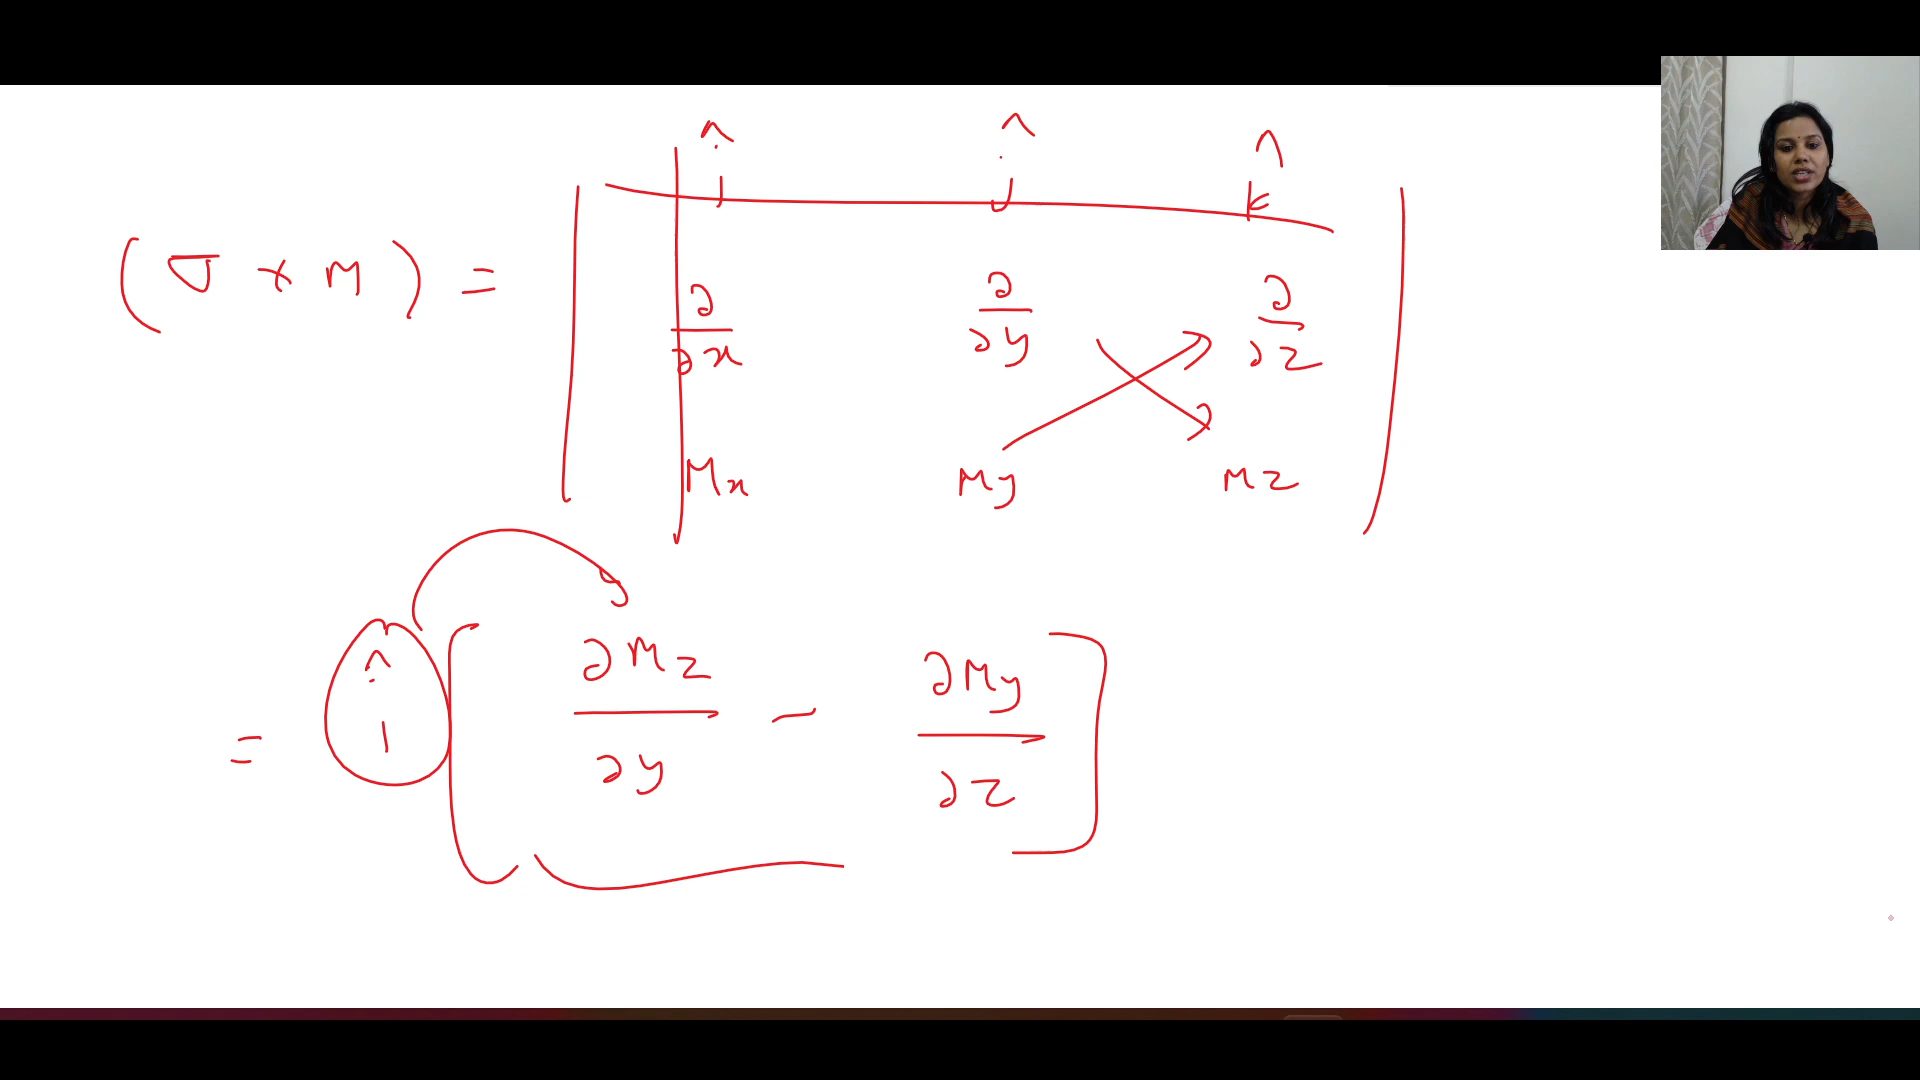 (∇ × M) = | î ĵ k̂ |
| ∂/∂x ∂/∂y ∂/∂z |
| Mx My Mz |
= î [ ∂Mz/∂y − ∂My/∂z ]